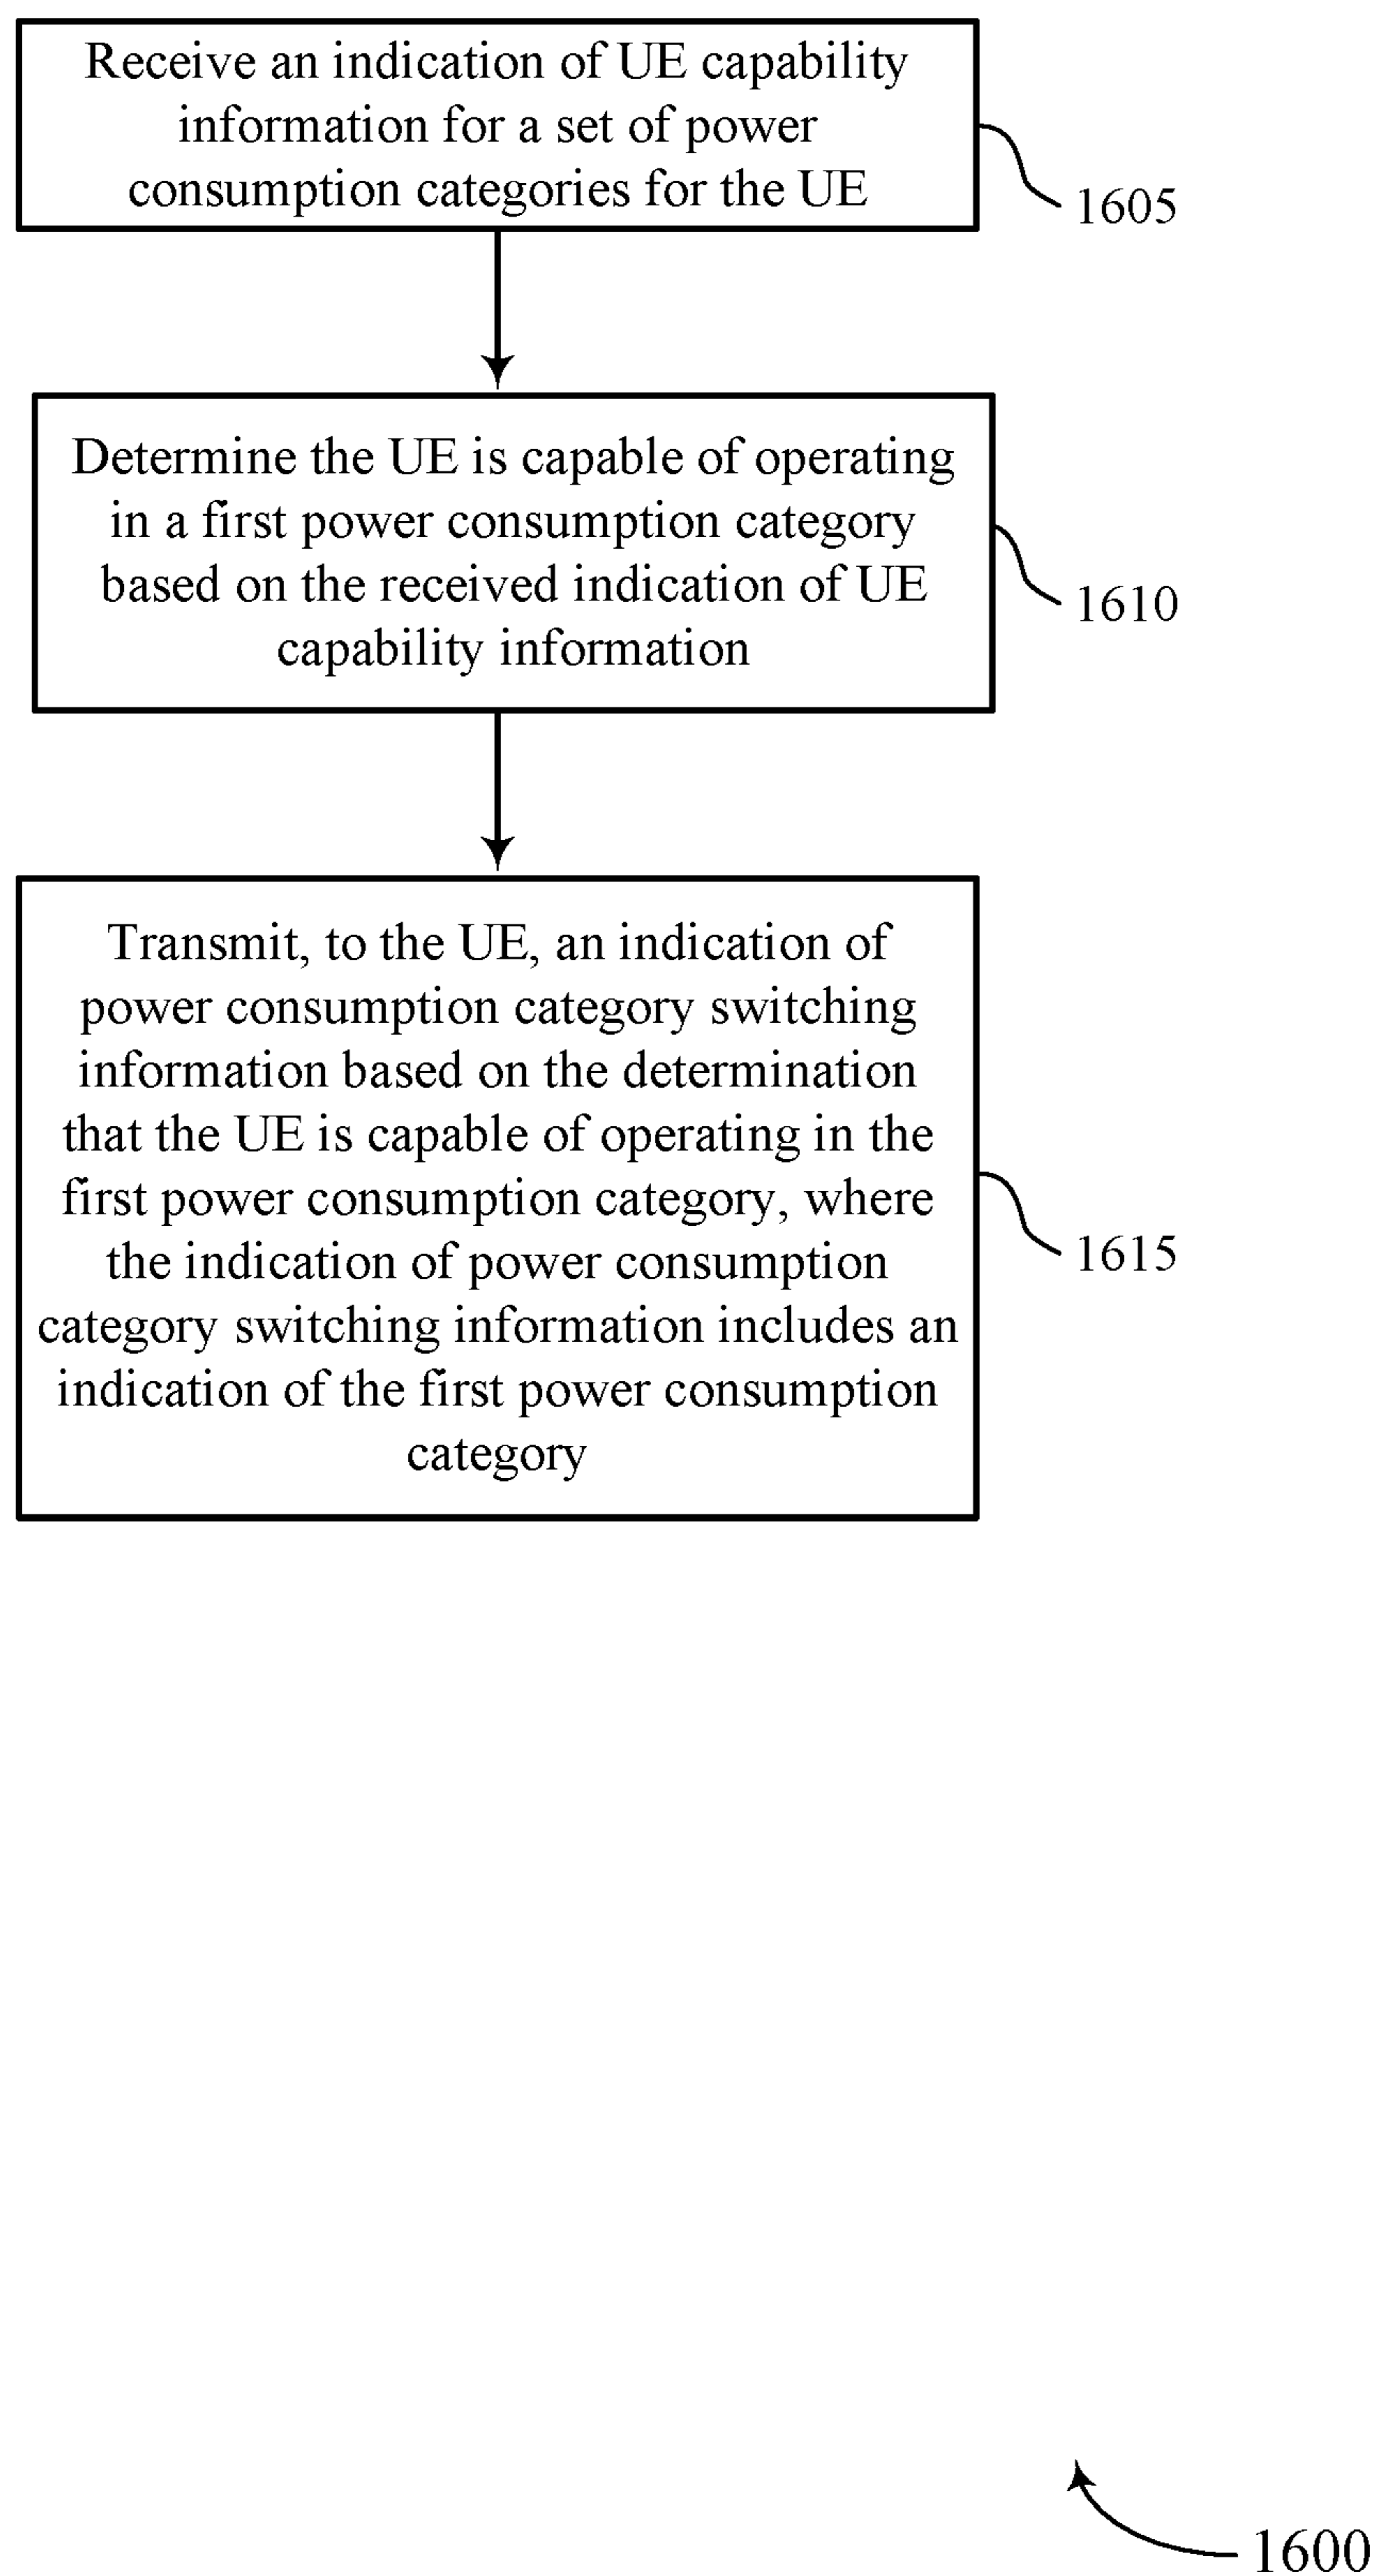 Receive an indication of UE capability
information for a set of power
consumption categories for the UE
1605
Determine the UE is capable of operating
in a first power consumption category
based on the received indication of UE
capability information
1610
Transmit, to the UE, an indication of
power consumption category switching
information based on the determination
that the UE is capable of operating in the
first power consumption category, where
the indication of power consumption
category switching information includes an
indication of the first power consumption
category
1615
1600